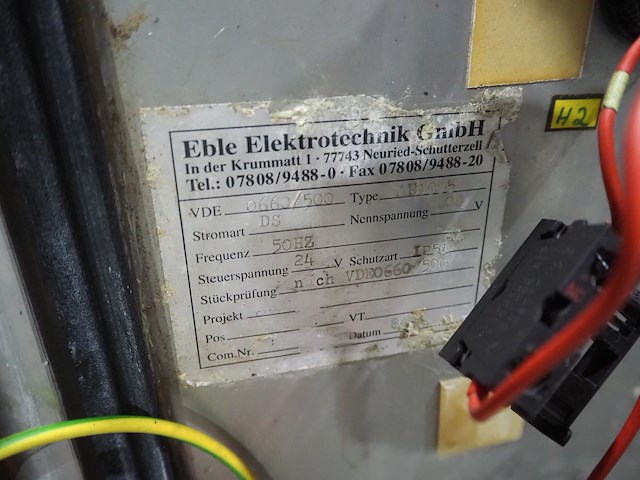 Eble Elektrotechnik GmbH
In der Krummatt 1 · 77743 Neuried-Schutterzell
Tel.: 07808/9488-0 · Fax 07808/9488-20
VDE 0660/500 Type
Stromart DS Nennspannung V
Frequenz 50HZ
Steuerspannung 24 V Schutzart IP54
Stückprüfung nach VDE0660/500
Projekt
Pos. VT.
Com.Nr. Datum
H2